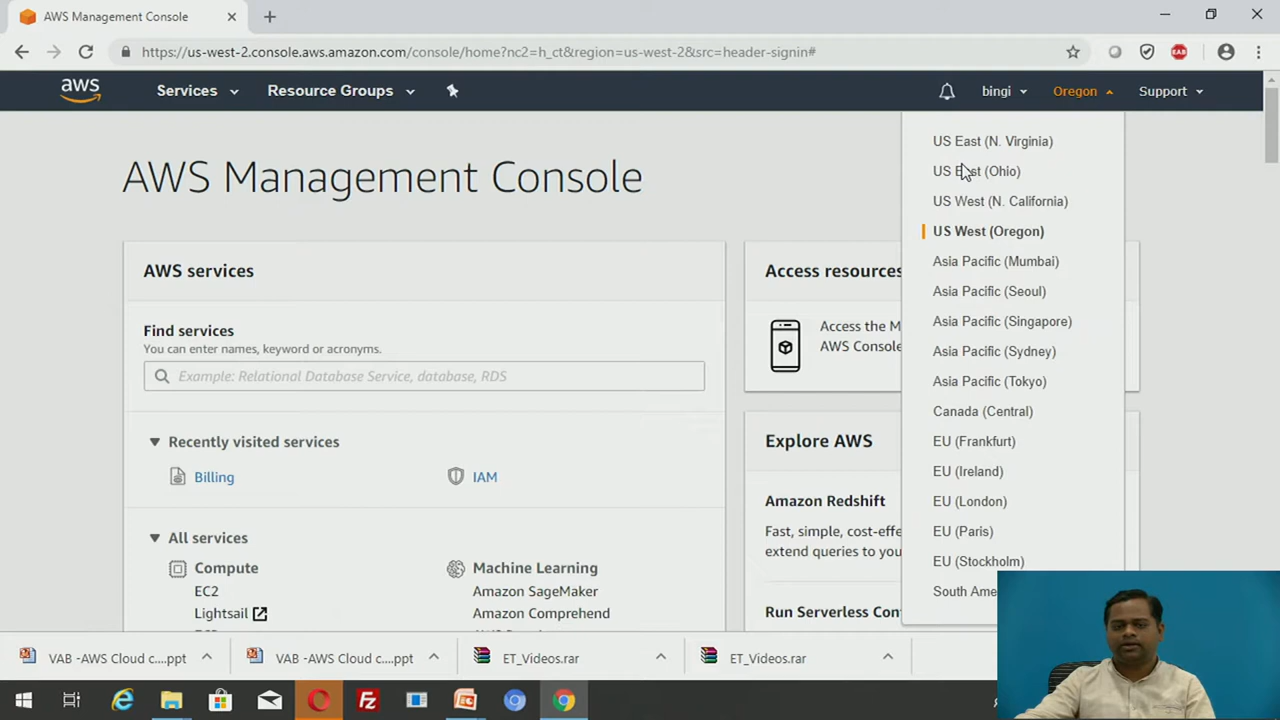 AWS Management Console
https://us-west-2.console.aws.amazon.com/console/home?nc2=h_ct&region=us-west-2&src=header-signin#
EAB
aws
Services
Resource Groups
bingi
Oregon
Support
AWS Management Console
US East (N. Virginia)
US East (Ohio)
US West (N. California)
US West (Oregon)
Asia Pacific (Mumbai)
Asia Pacific (Seoul)
Asia Pacific (Singapore)
Asia Pacific (Sydney)
Asia Pacific (Tokyo)
Canada (Central)
EU (Frankfurt)
EU (Ireland)
EU (London)
EU (Paris)
EU (Stockholm)
South Ame
AWS services
Find services
You can enter names, keyword or acronyms.
Example: Relational Database Service, database, RDS
Recently visited services
Billing
IAM
All services
Compute
EC2
Lightsail
Machine Learning
Amazon SageMaker
Amazon Comprehend
Access resources
Access the M
AWS Console
Explore AWS
Amazon Redshift
Fast, simple, cost-effe
extend queries to you
Run Serverless Con
VAB -AWS Cloud c....ppt
VAB -AWS Cloud c....ppt
ET_Videos.rar
ET_Videos.rar